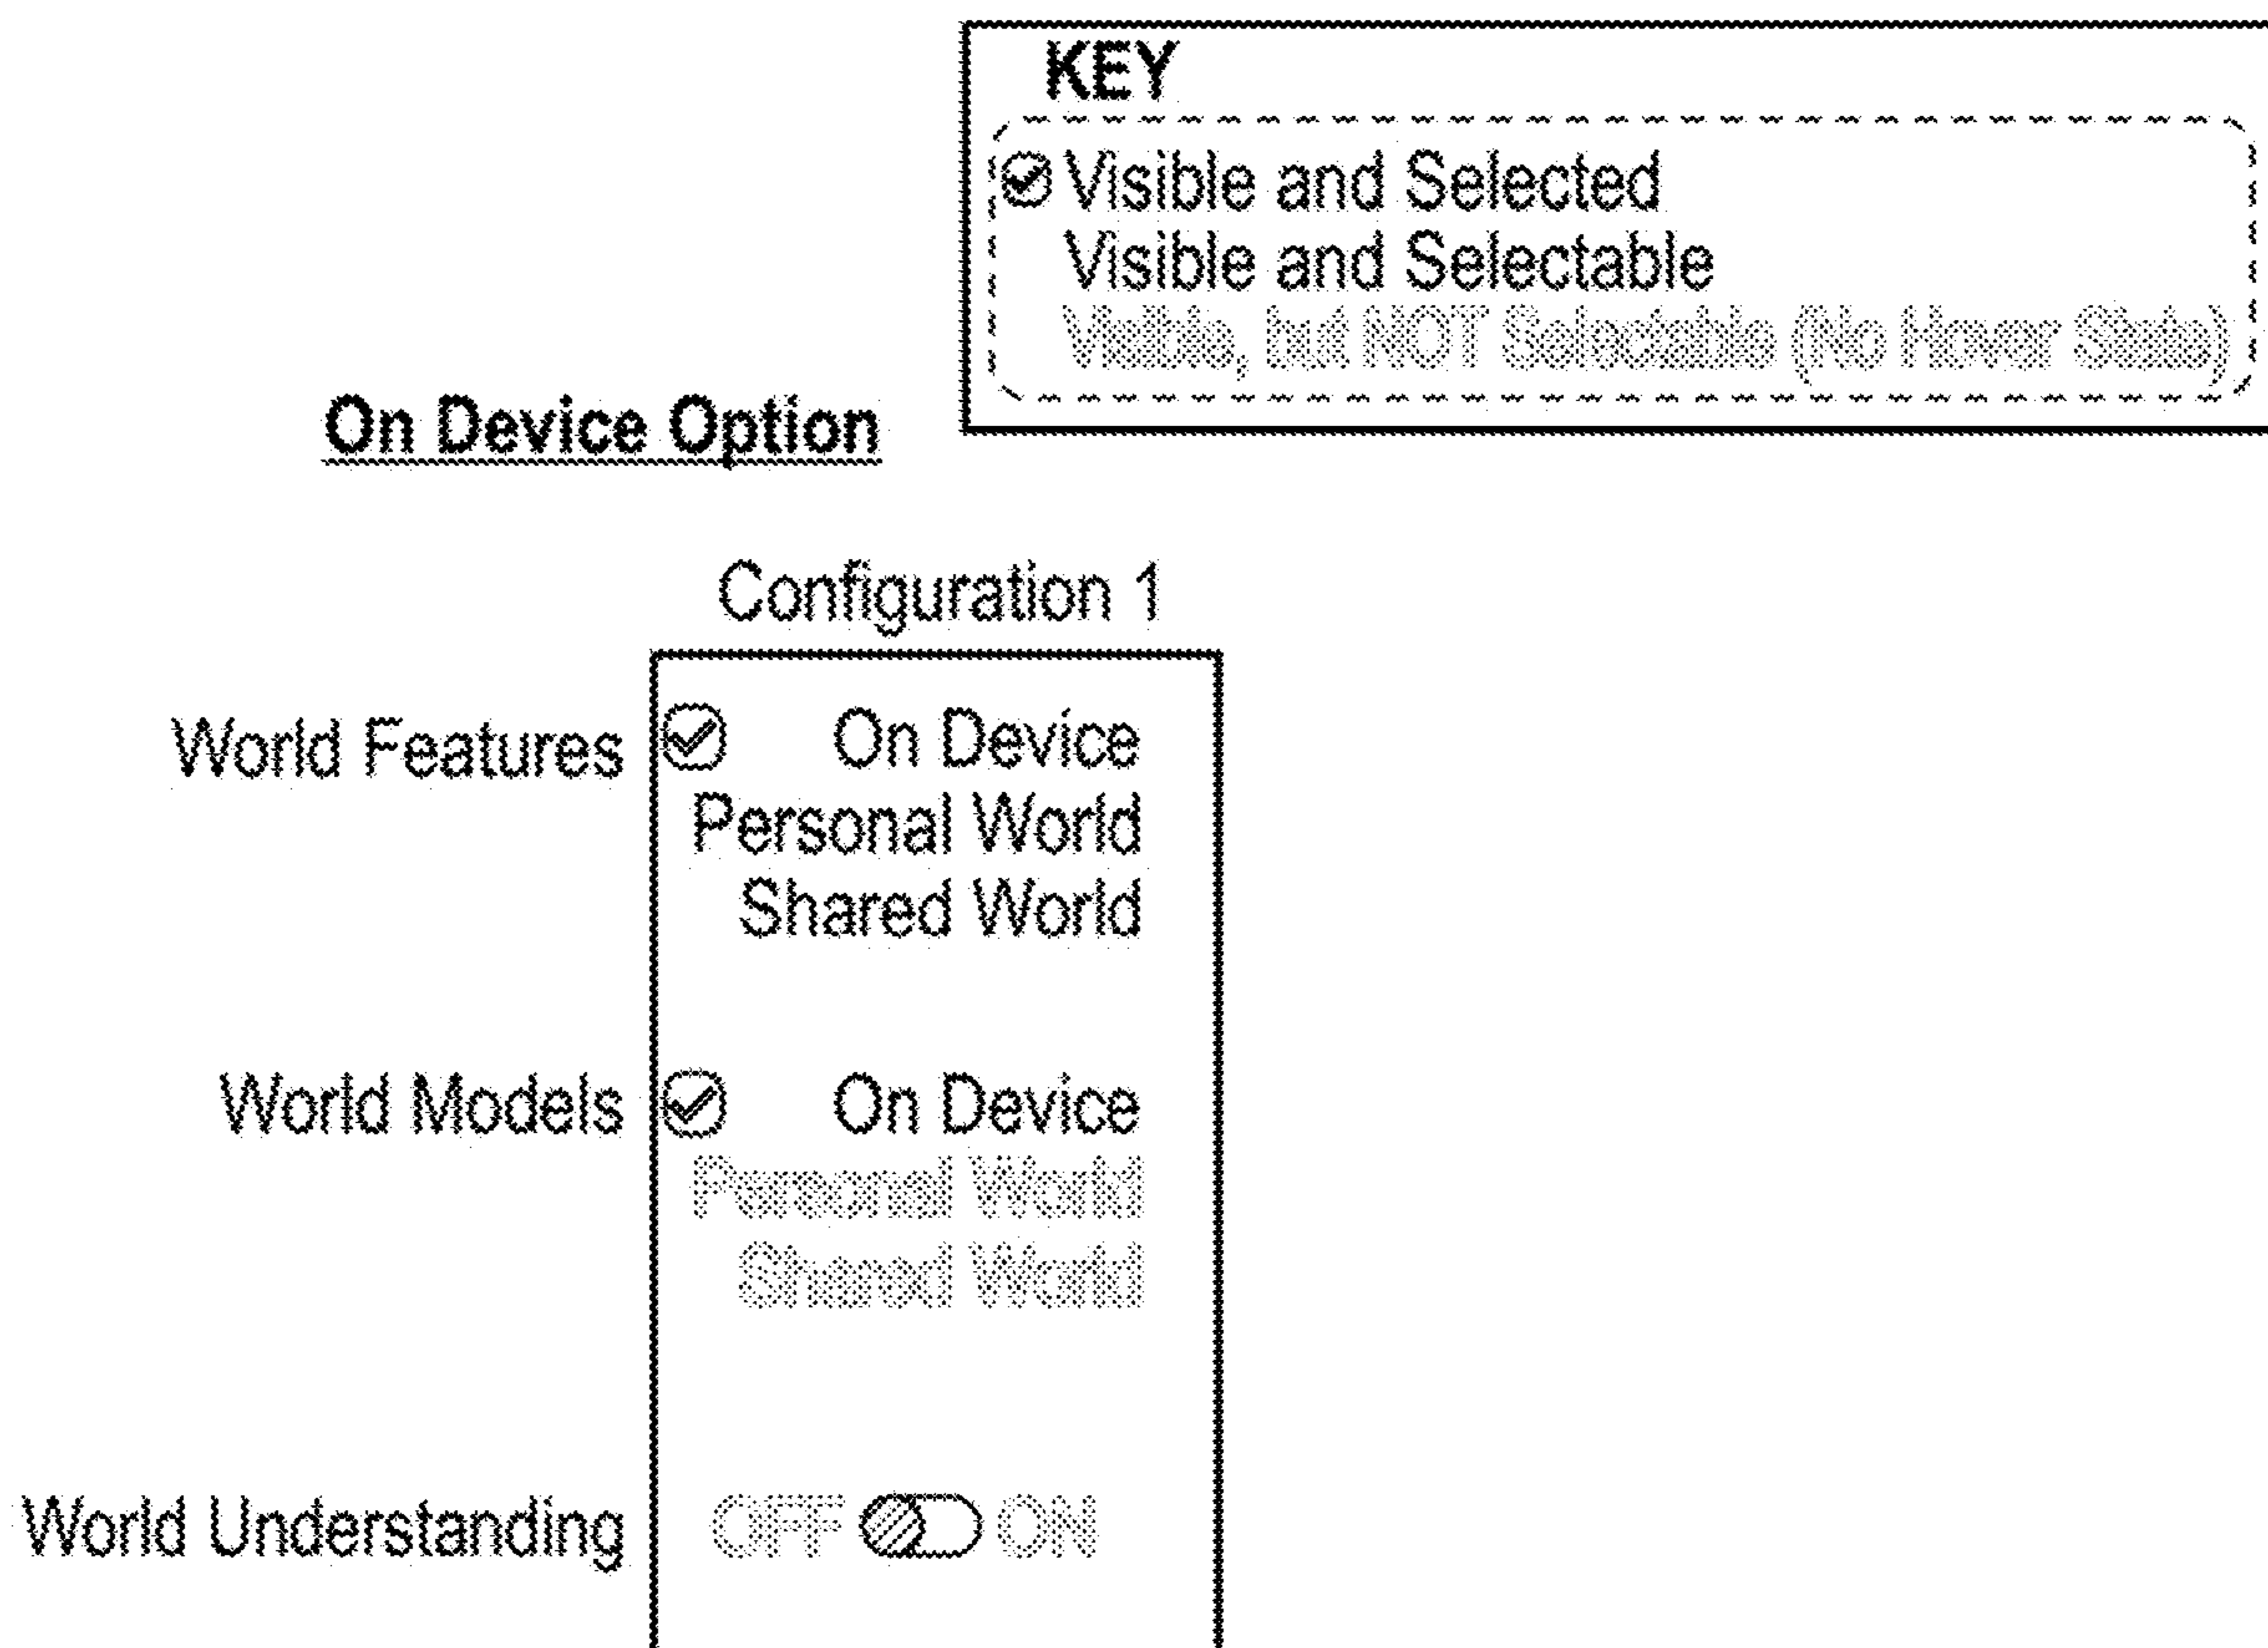 KEY
Visible and Selected
Visible and Selectable
Visible, but NOT Selectable (No Hover State)
On Device Option
Configuration 1
World Features On Device
Personal World
Shared World
World Models On Device
Personal World
Shared World
World Understanding OFF ON